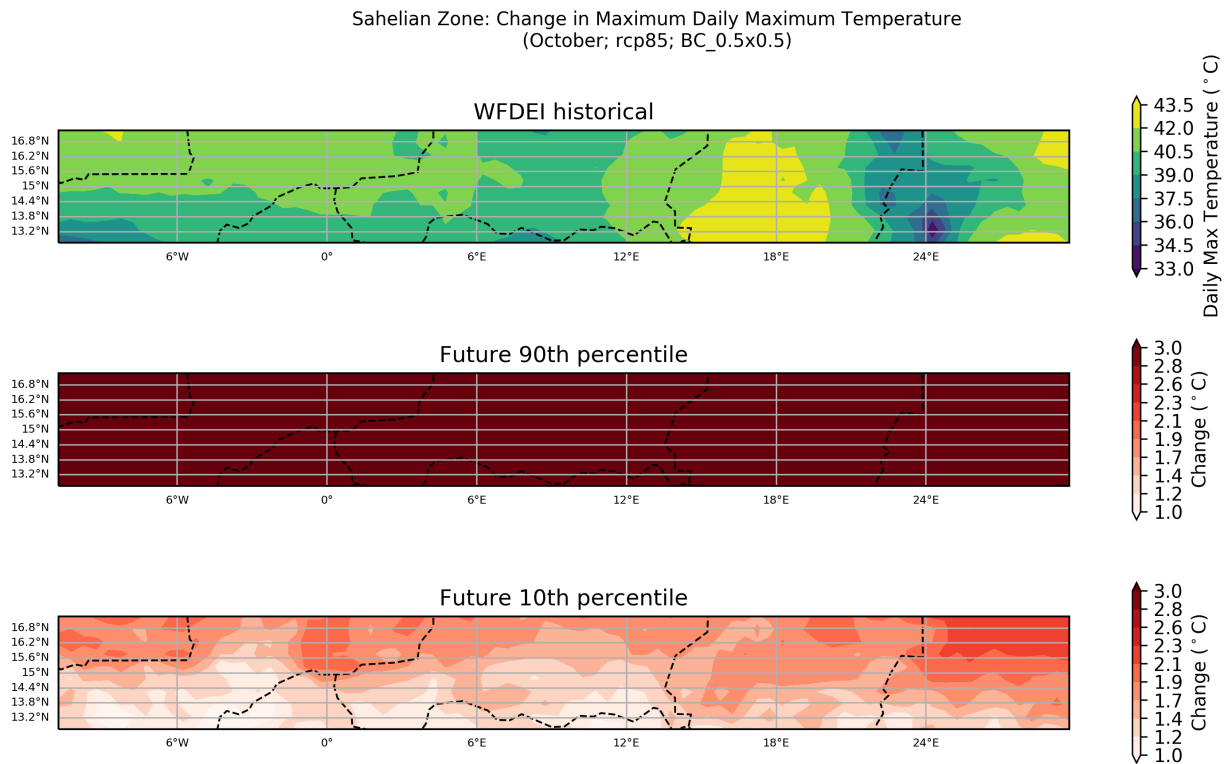 Sahelian Zone: Change in Maximum Daily Maximum Temperature
(October; rcp85; BC_0.5x0.5)
WFDEI historical
16.8°N
16.2°N
15.6°N
15°N
14.4°N
13.8°N
13.2°N
6°W
0°
6°E
12°E
18°E
24°E
43.5
42.0
40.5
39.0
37.5
36.0
34.5
33.0
Daily Max Temperature (°C)
Future 90th percentile
16.8°N
16.2°N
15.6°N
15°N
14.4°N
13.8°N
13.2°N
6°W
0°
6°E
12°E
18°E
24°E
3.0
2.8
2.6
2.3
2.1
1.9
1.7
1.4
1.2
1.0
Change (°C)
Future 10th percentile
16.8°N
16.2°N
15.6°N
15°N
14.4°N
13.8°N
13.2°N
6°W
0°
6°E
12°E
18°E
24°E
3.0
2.8
2.6
2.3
2.1
1.9
1.7
1.4
1.2
1.0
Change (°C)